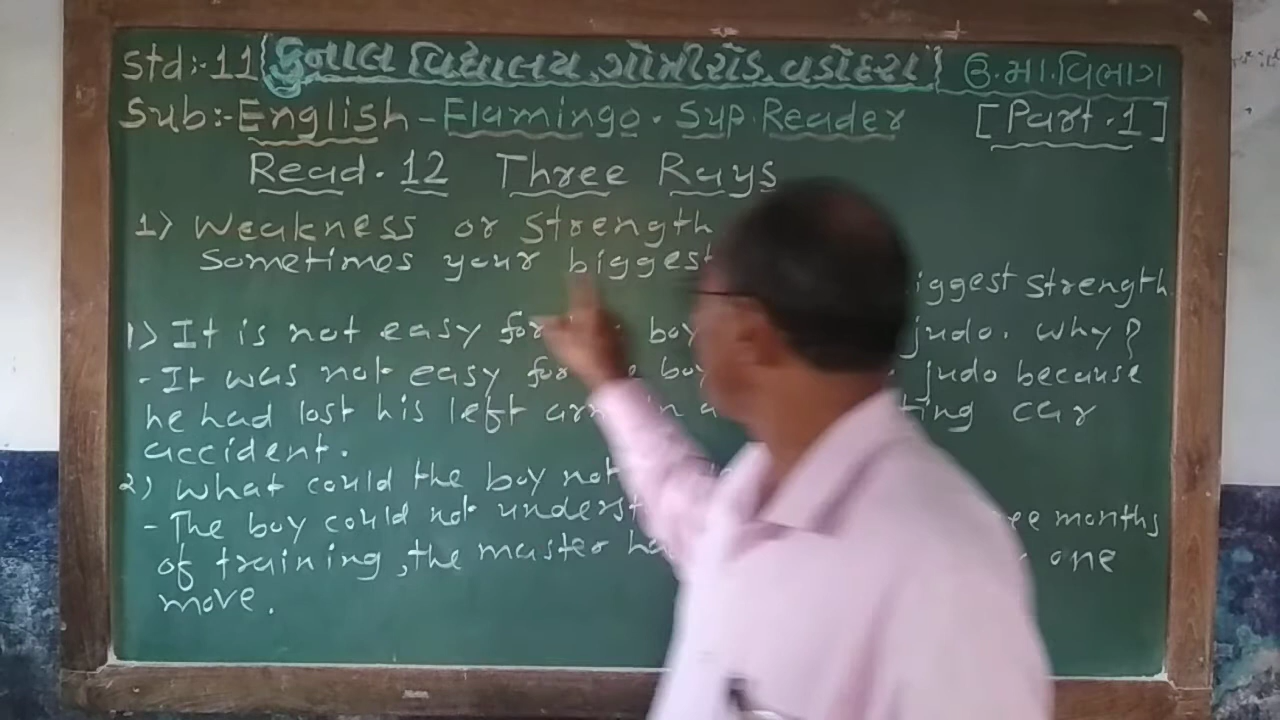 Std:-11 {કુનાલ વિદ્યાલય, ગોત્રીરોડ, વડોદરા} ઉ.મા.વિભાગ
Sub:- English - Flamingo. Sup. Reader [Part.1]
Read. 12 Three Rays
1) Weakness or Strength
Sometimes your biggest iggest Strength.
1) It is not easy for boy judo. Why?
- It was not easy for boy judo because
he had lost his left arm in a ting car
accident.
2) What could the boy not
- The boy could not underst ee months
of training, the master ha one
move.